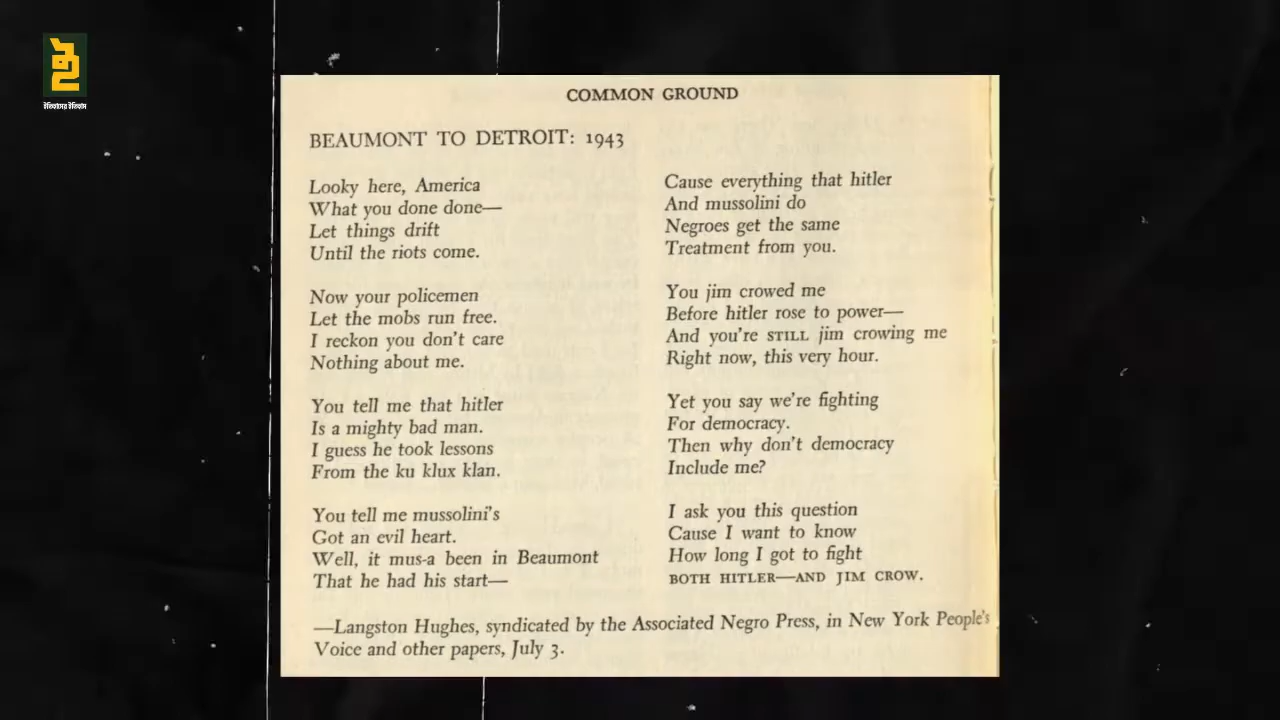 ইতিহাসের ইতিহাস
COMMON GROUND
BEAUMONT TO DETROIT: 1943
Looky here, America
What you done done—
Let things drift
Until the riots come.
Now your policemen
Let the mobs run free.
I reckon you don't care
Nothing about me.
You tell me that hitler
Is a mighty bad man.
I guess he took lessons
From the ku klux klan.
You tell me mussolini's
Got an evil heart.
Well, it mus-a been in Beaumont
That he had his start—
Cause everything that hitler
And mussolini do
Negroes get the same
Treatment from you.
You jim crowed me
Before hitler rose to power—
And you're STILL jim crowing me
Right now, this very hour.
Yet you say we're fighting
For democracy.
Then why don't democracy
Include me?
I ask you this question
Cause I want to know
How long I got to fight
BOTH HITLER—AND JIM CROW.
—Langston Hughes, syndicated by the Associated Negro Press, in New York People's
Voice and other papers, July 3.